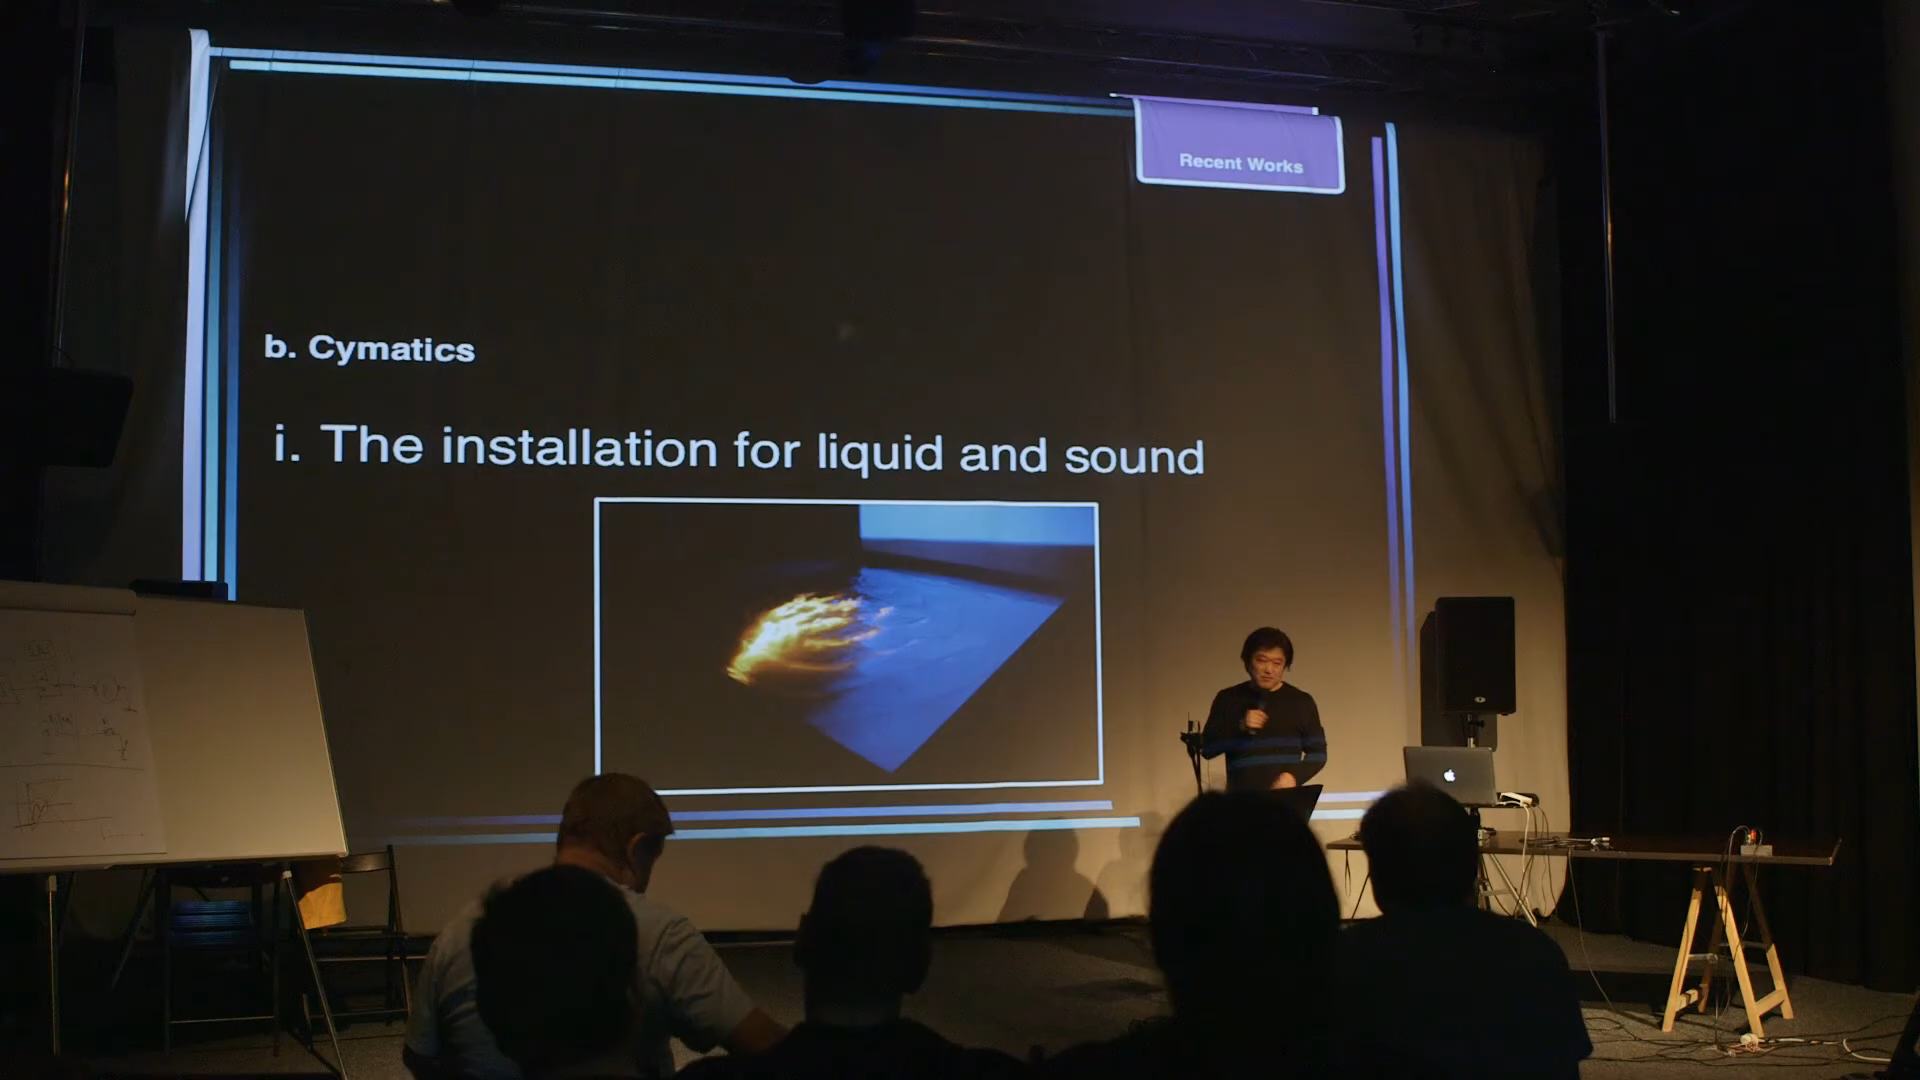 Recent Works
b. Cymatics
i. The installation for liquid and sound